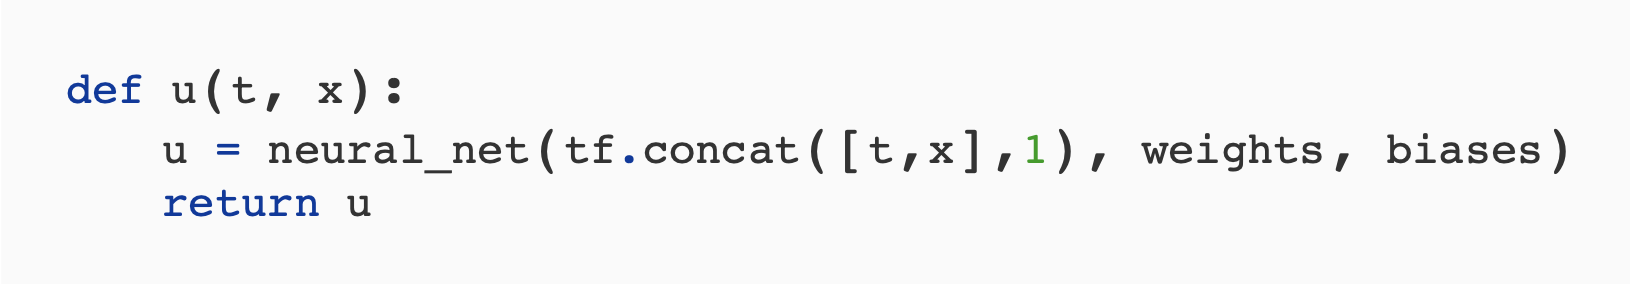 def u(t, x):
    u = neural_net(tf.concat([t,x],1), weights, biases)
    return u